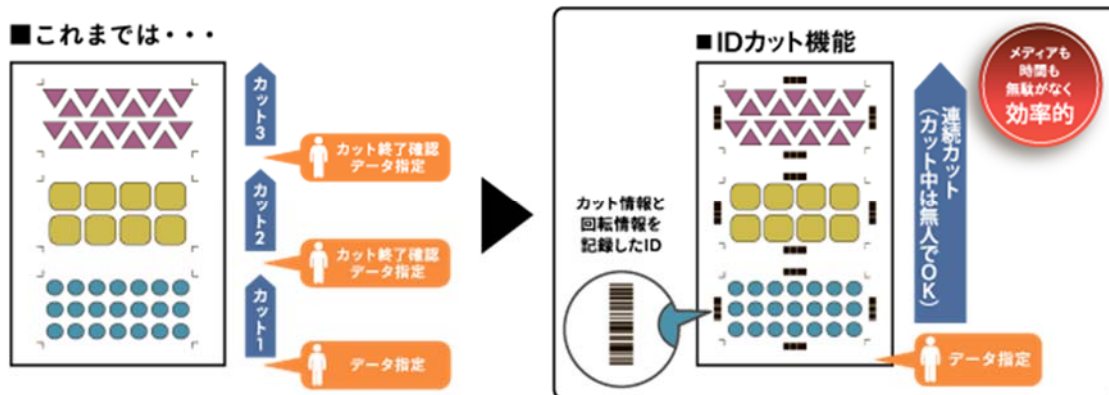 ■これまでは・・・
カット3
カット終了確認
データ指定
カット2
カット終了確認
データ指定
カット1
データ指定
■IDカット機能
メディアも
時間も
無駄がなく
効率的
連続カット
(カット中は無人でOK)
カット情報と
回転情報を
記録したID
データ指定